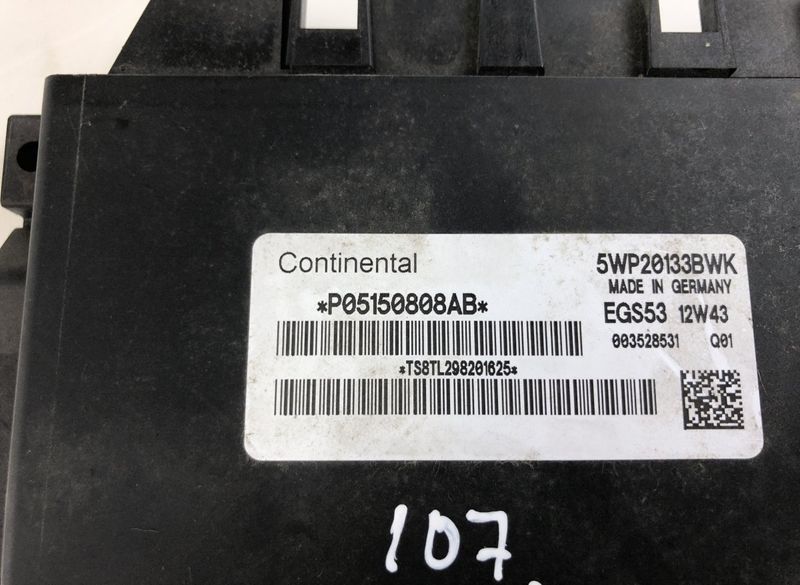 Continental
5WP20133BWK
MADE IN GERMANY
*P05150808AB*
EGS53 12W43
003528531 Q01
*TS8TL298201625*
107